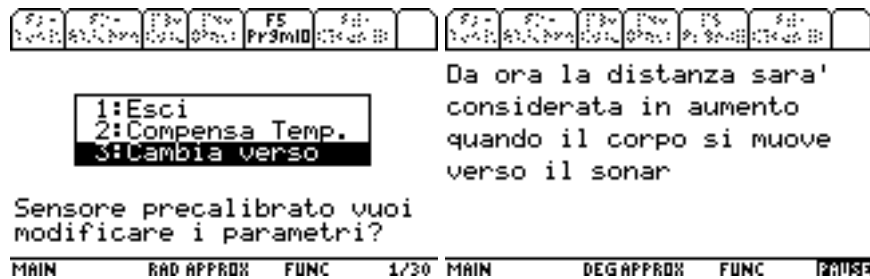 F5
PrgmIO
1:Esci
2:Compensa Temp.
3:Cambia verso
Sensore precalibrato vuoi
modificare i parametri?
MAIN RAD APPROX FUNC 1/30
Da ora la distanza sara'
considerata in aumento
quando il corpo si muove
verso il sonar
MAIN DEG APPROX FUNC PAUSE